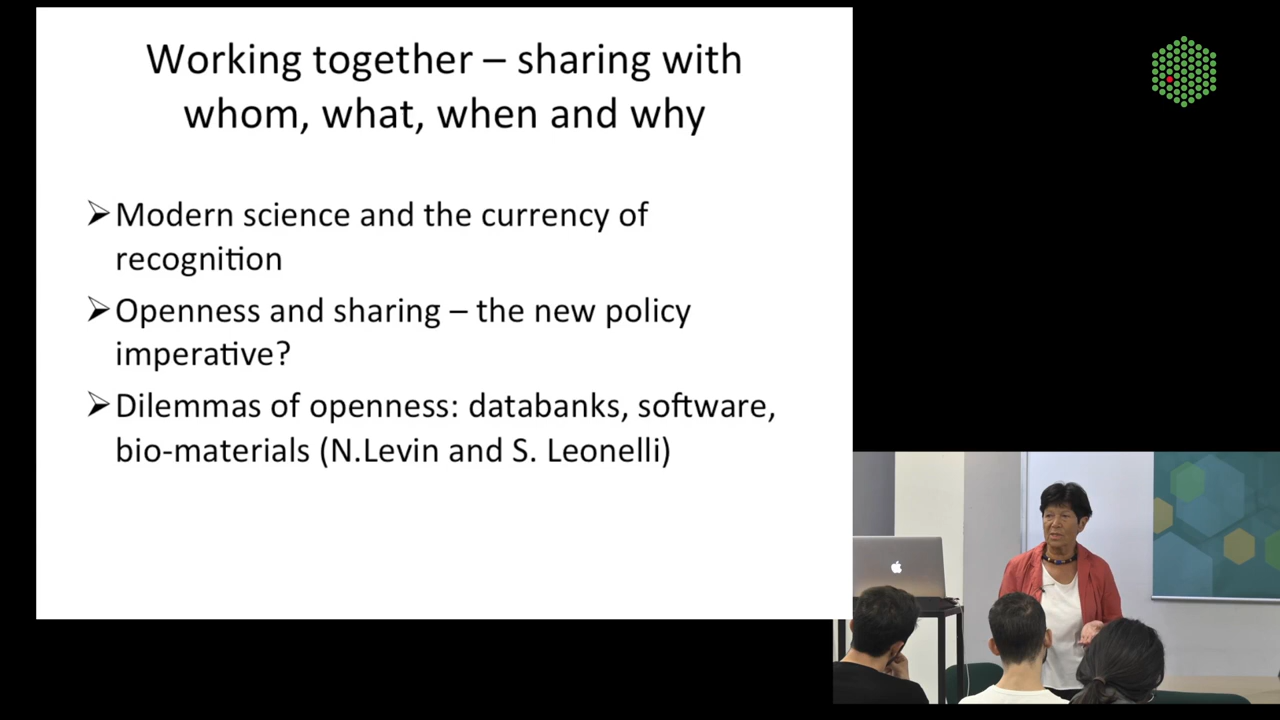 Working together – sharing with
whom, what, when and why
➢Modern science and the currency of
recognition
➢Openness and sharing – the new policy
imperative?
➢Dilemmas of openness: databanks, software,
bio-materials (N.Levin and S. Leonelli)